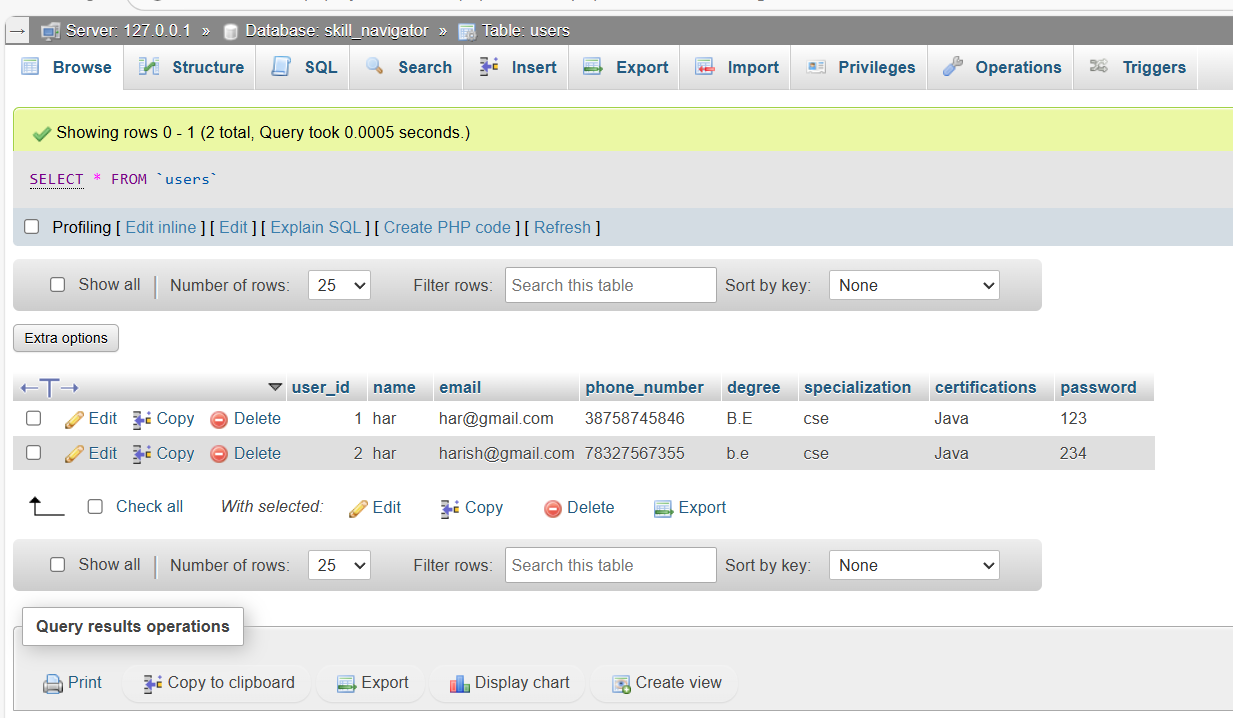 Server: 127.0.0.1 » Database: skill_navigator » Table: users
Browse Structure SQL Search Insert Export Import Privileges Operations Triggers
Showing rows 0 - 1 (2 total, Query took 0.0005 seconds.)
SELECT * FROM `users`
Profiling [ Edit inline ] [ Edit ] [ Explain SQL ] [ Create PHP code ] [ Refresh ]
Show all | Number of rows: 25 Filter rows: Search this table Sort by key: None
Extra options
←T→ user_id name email phone_number degree specialization certifications password
Edit Copy Delete 1 har har@gmail.com 38758745846 B.E cse Java 123
Edit Copy Delete 2 har harish@gmail.com 78327567355 b.e cse Java 234
Check all With selected: Edit Copy Delete Export
Show all | Number of rows: 25 Filter rows: Search this table Sort by key: None
Query results operations
Print Copy to clipboard Export Display chart Create view